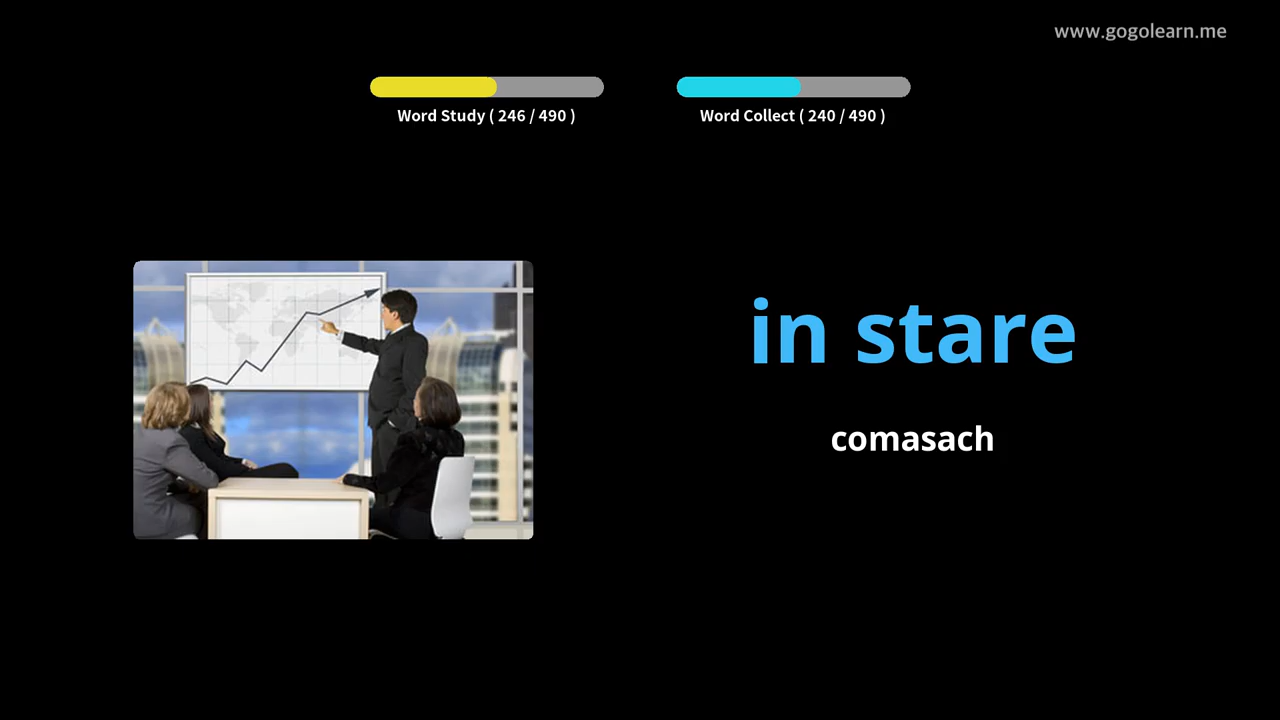 www.gogolearn.me
Word Study ( 246 / 490 )
Word Collect ( 240 / 490 )
in stare
comasach